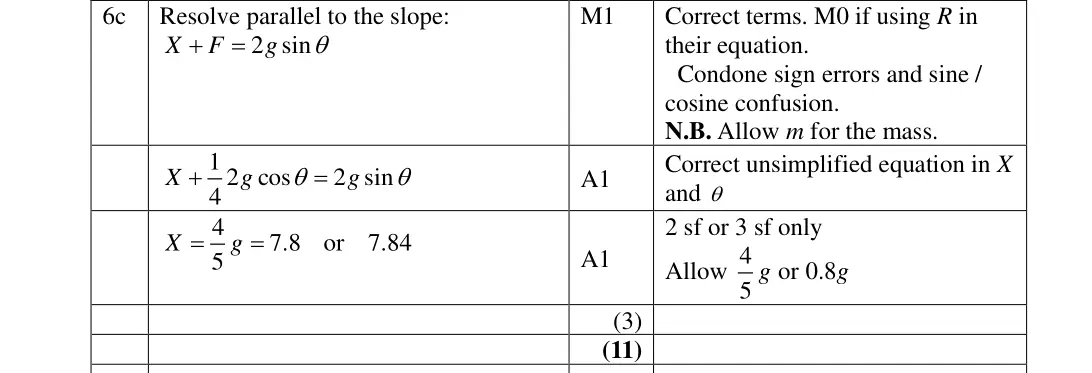 6c Resolve parallel to the slope: M1 Correct terms. M0 if using R in
X + F = 2g sin θ their equation.
Condone sign errors and sine /
cosine confusion.
N.B. Allow m for the mass.
X + 1/4 2g cos θ = 2g sin θ A1 Correct unsimplified equation in X
and θ
X = 4/5 g = 7.8 or 7.84 A1 2 sf or 3 sf only
Allow 4/5 g or 0.8g
(3)
(11)